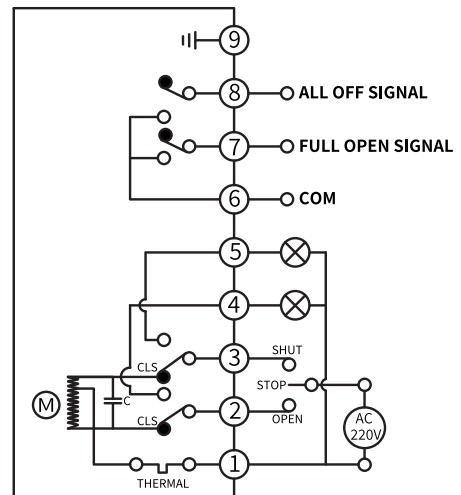 9
8 ALL OFF SIGNAL
7 FULL OPEN SIGNAL
6 COM
5
4
CLS 3 SHUT
STOP
M C AC
220V
CLS 2 OPEN
1
THERMAL